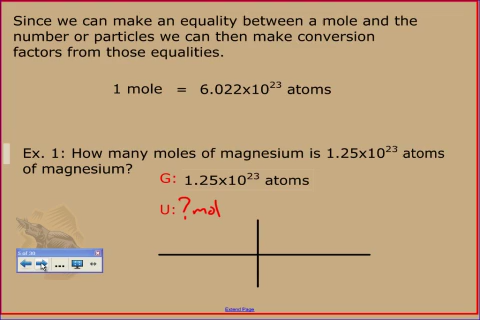 Since we can make an equality between a mole and the
number or particles we can then make conversion
factors from those equalities.
1 mole = 6.022x10²³ atoms
Ex. 1: How many moles of magnesium is 1.25x10²³ atoms
of magnesium?
G: 1.25x10²³ atoms
U: ? mol
Extend Page